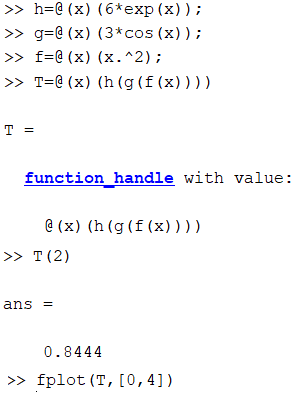 >> h=@(x)(6*exp(x));
>> g=@(x)(3*cos(x));
>> f=@(x)(x.^2);
>> T=@(x)(h(g(f(x))))
T =
function_handle with value:
@(x)(h(g(f(x))))
>> T(2)
ans =
0.8444
>> fplot(T,[0,4])